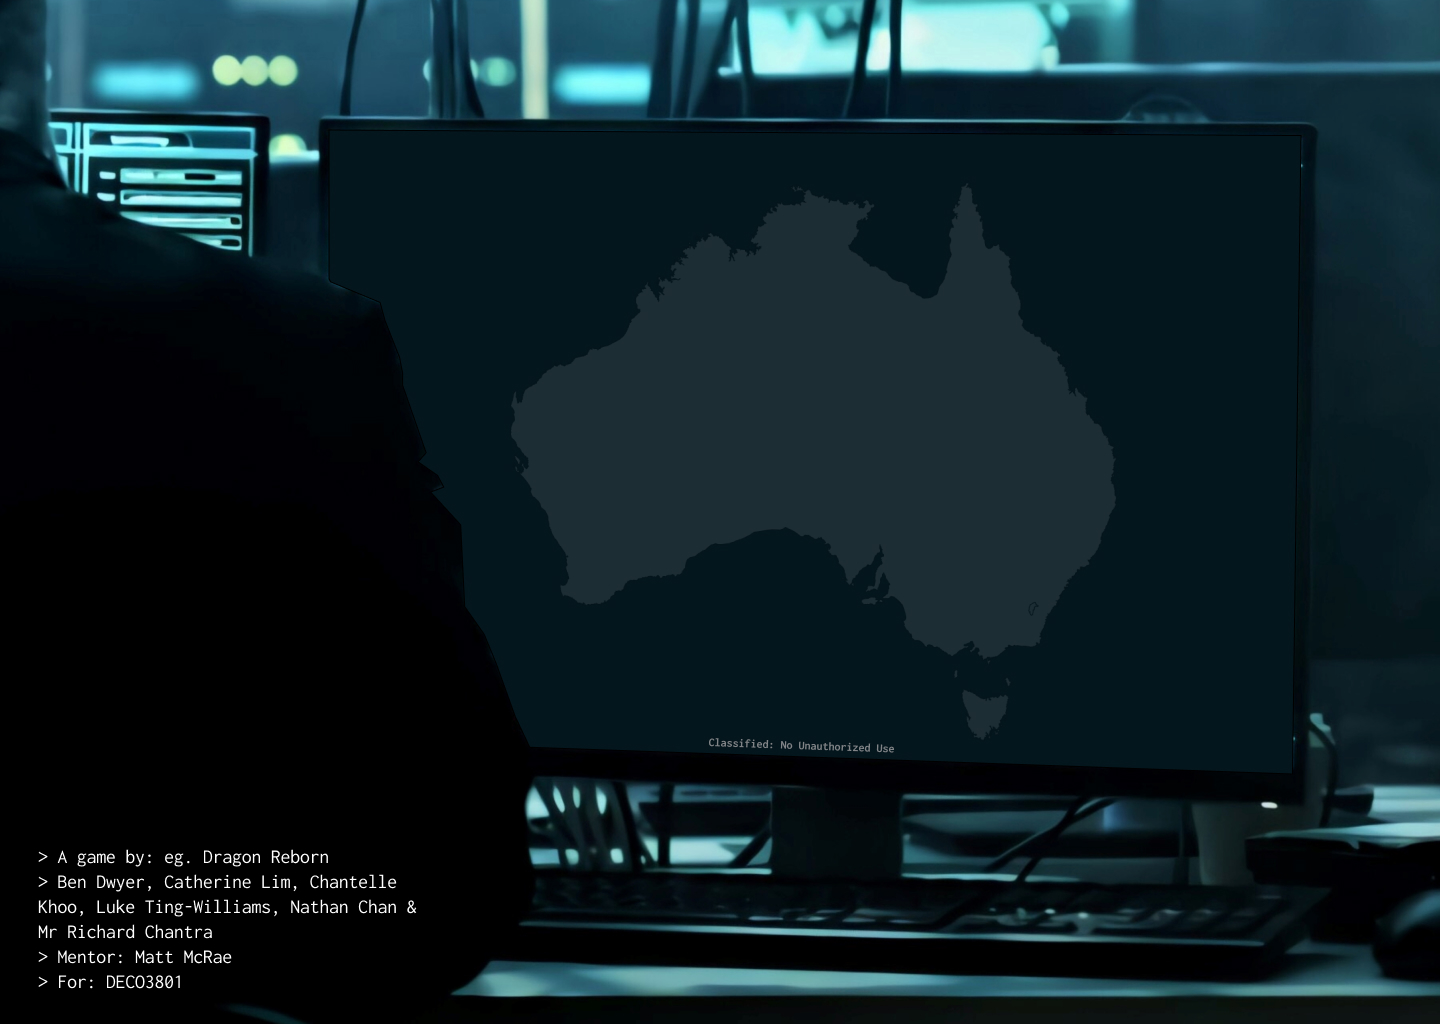 Classified: No Unauthorized Use
> A game by: eg. Dragon Reborn
> Ben Dwyer, Catherine Lim, Chantelle
Khoo, Luke Ting-Williams, Nathan Chan &
Mr Richard Chantra
> Mentor: Matt McRae
> For: DECO3801